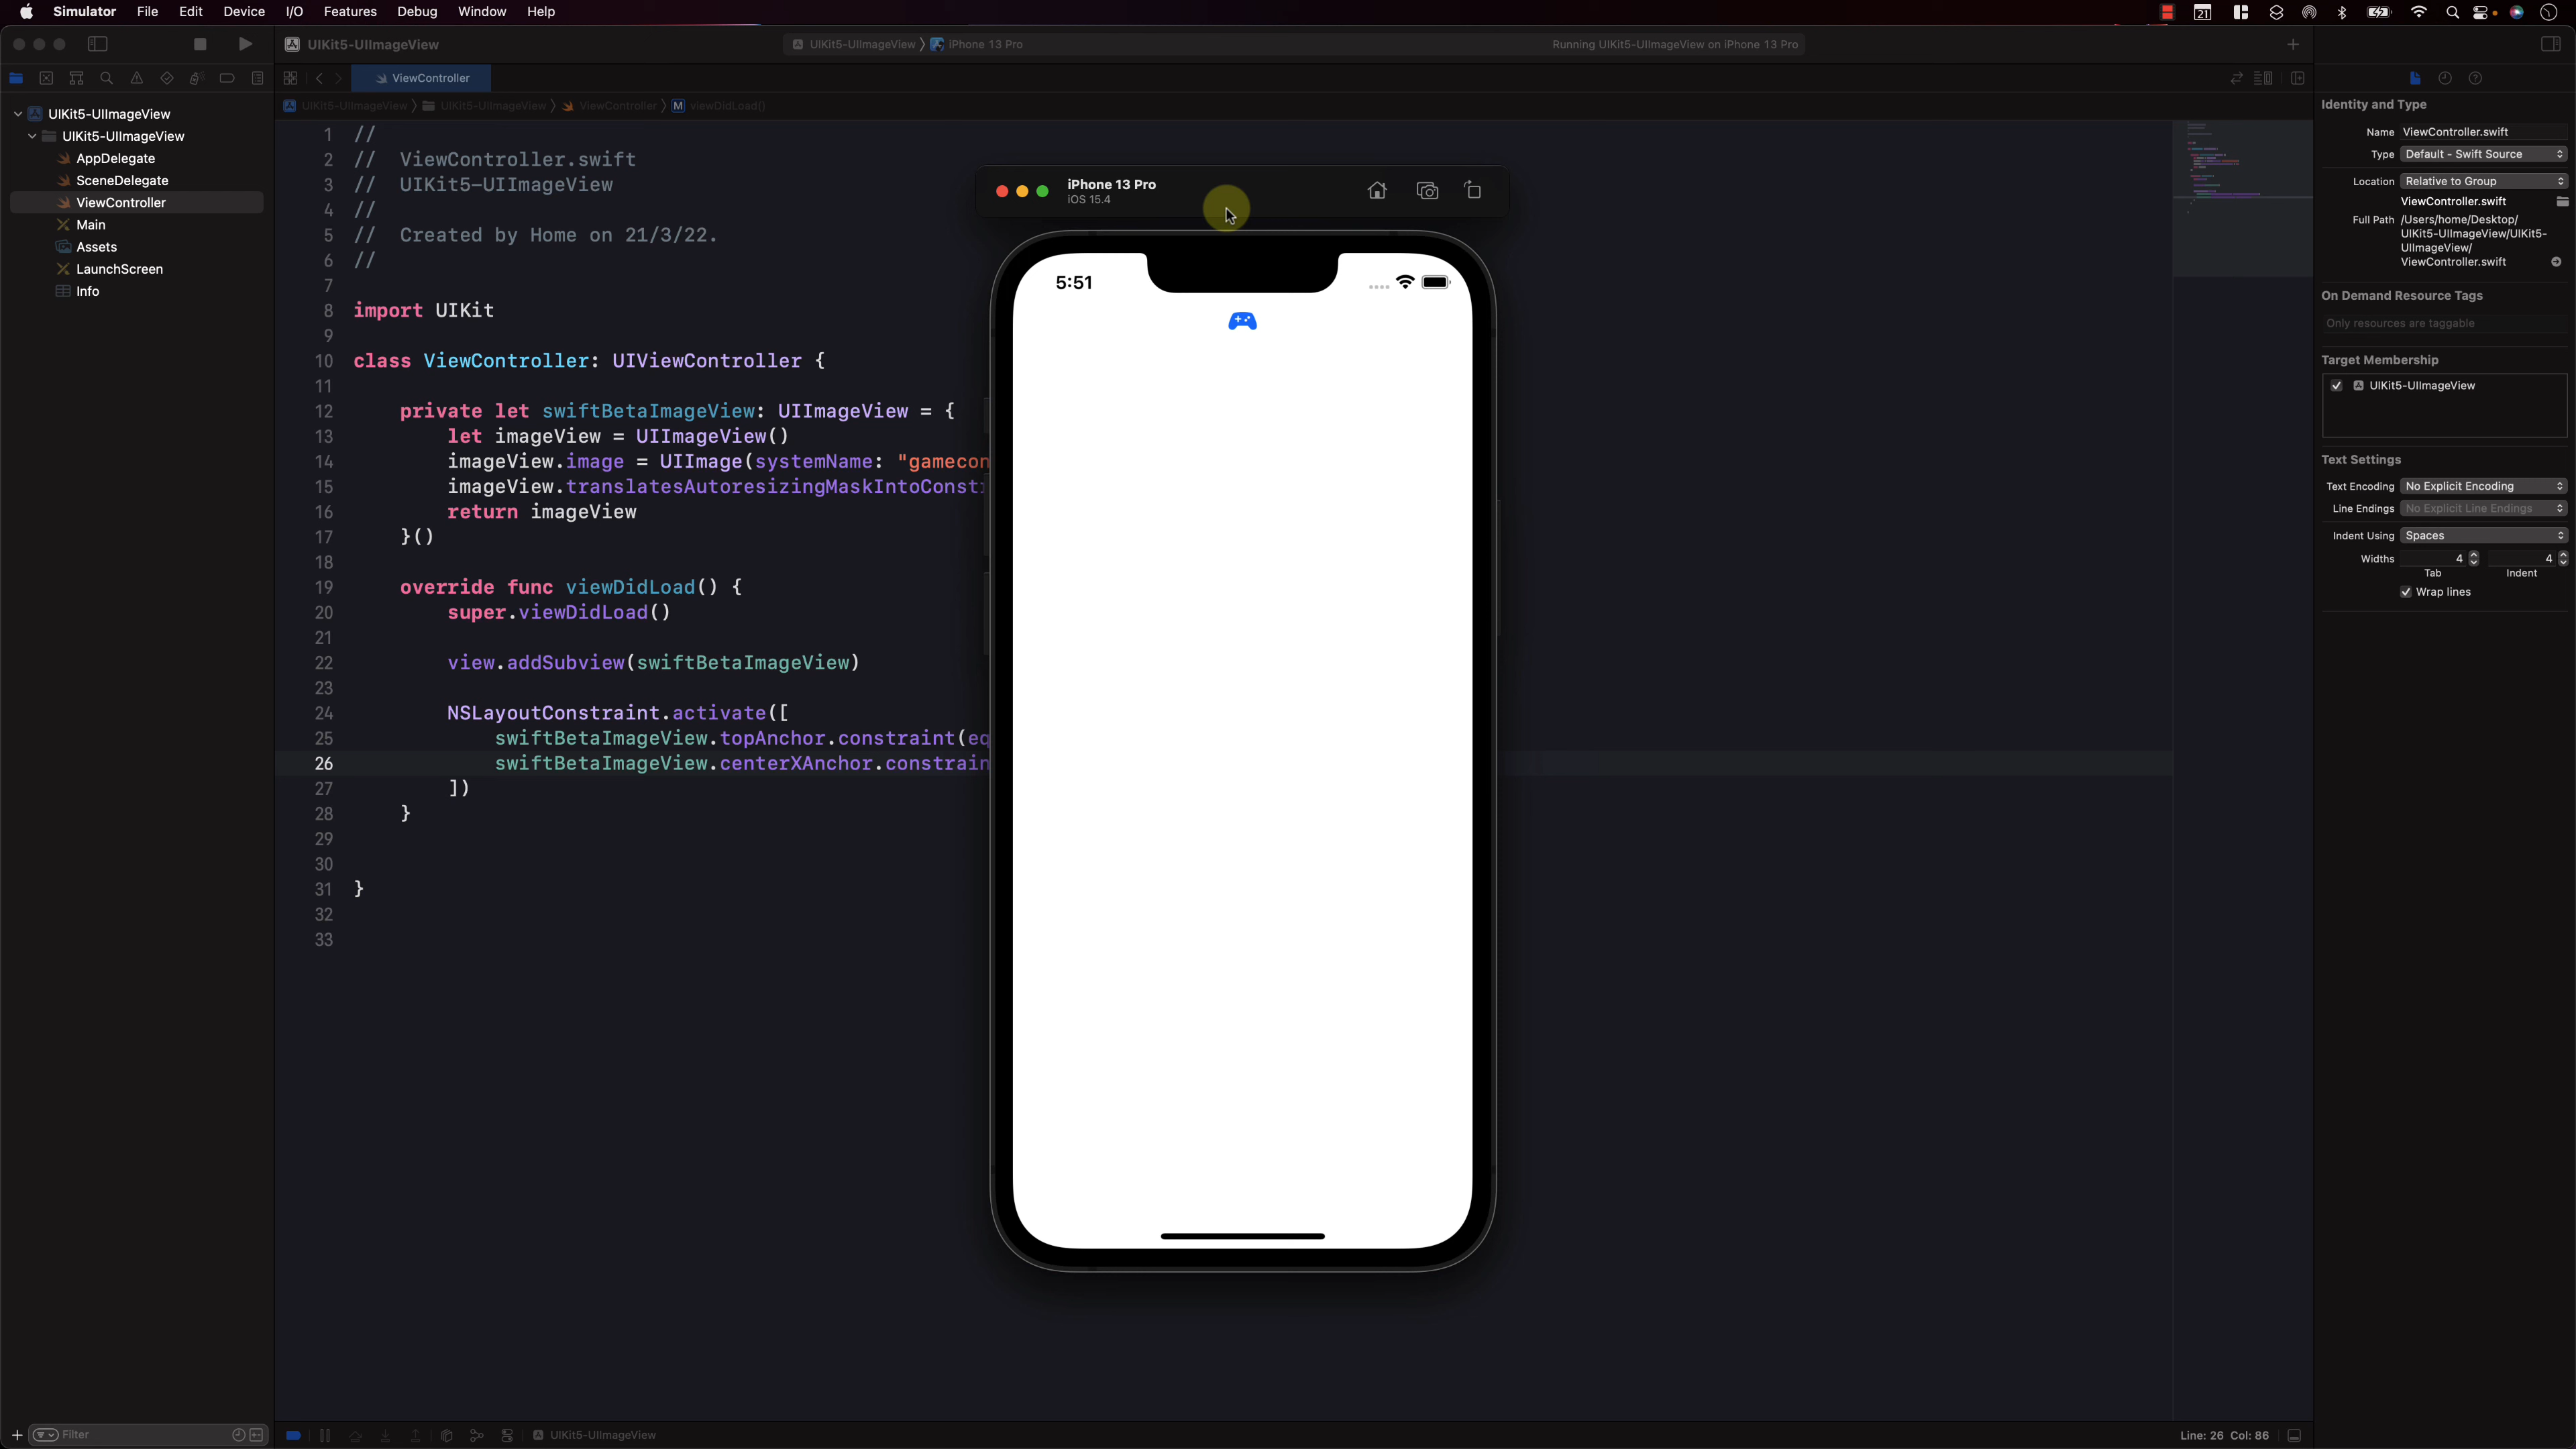 Simulator File Edit Device I/O Features Debug Window Help 21
UIKit5-UIImageView UIKit5-UIImageView iPhone 13 Pro Running UIKit5-UIImageView on iPhone 13 Pro
ViewController
UIKit5-UIImageView UIKit5-UIImageView ViewController M viewDidLoad()
UIKit5-UIImageView
UIKit5-UIImageView
AppDelegate
SceneDelegate
ViewController
Main
Assets
LaunchScreen
Info
1 //
2 // ViewController.swift
3 // UIKit5-UIImageView
4 //
5 // Created by Home on 21/3/22.
6 //
7
8 import UIKit
9
10 class ViewController: UIViewController {
11
12 private let swiftBetaImageView: UIImageView = {
13 let imageView = UIImageView()
14 imageView.image = UIImage(systemName: "gamecon
15 imageView.translatesAutoresizingMaskIntoConst
16 return imageView
17 }()
18
19 override func viewDidLoad() {
20 super.viewDidLoad()
21
22 view.addSubview(swiftBetaImageView)
23
24 NSLayoutConstraint.activate([
25 swiftBetaImageView.topAnchor.constraint(eq
26 swiftBetaImageView.centerXAnchor.constrain
27 ])
28 }
29
30
31 }
32
33
iPhone 13 Pro
iOS 15.4
5:51
Identity and Type
Name ViewController.swift
Type Default - Swift Source
Location Relative to Group
ViewController.swift
Full Path /Users/home/Desktop/
UIKit5-UIImageView/UIKit5-
UIImageView/
ViewController.swift
On Demand Resource Tags
Only resources are taggable
Target Membership
UIKit5-UIImageView
Text Settings
Text Encoding No Explicit Encoding
Line Endings No Explicit Line Endings
Indent Using Spaces
Widths 4 4
Tab Indent
Wrap lines
Filter UIKit5-UIImageView Line: 26 Col: 86